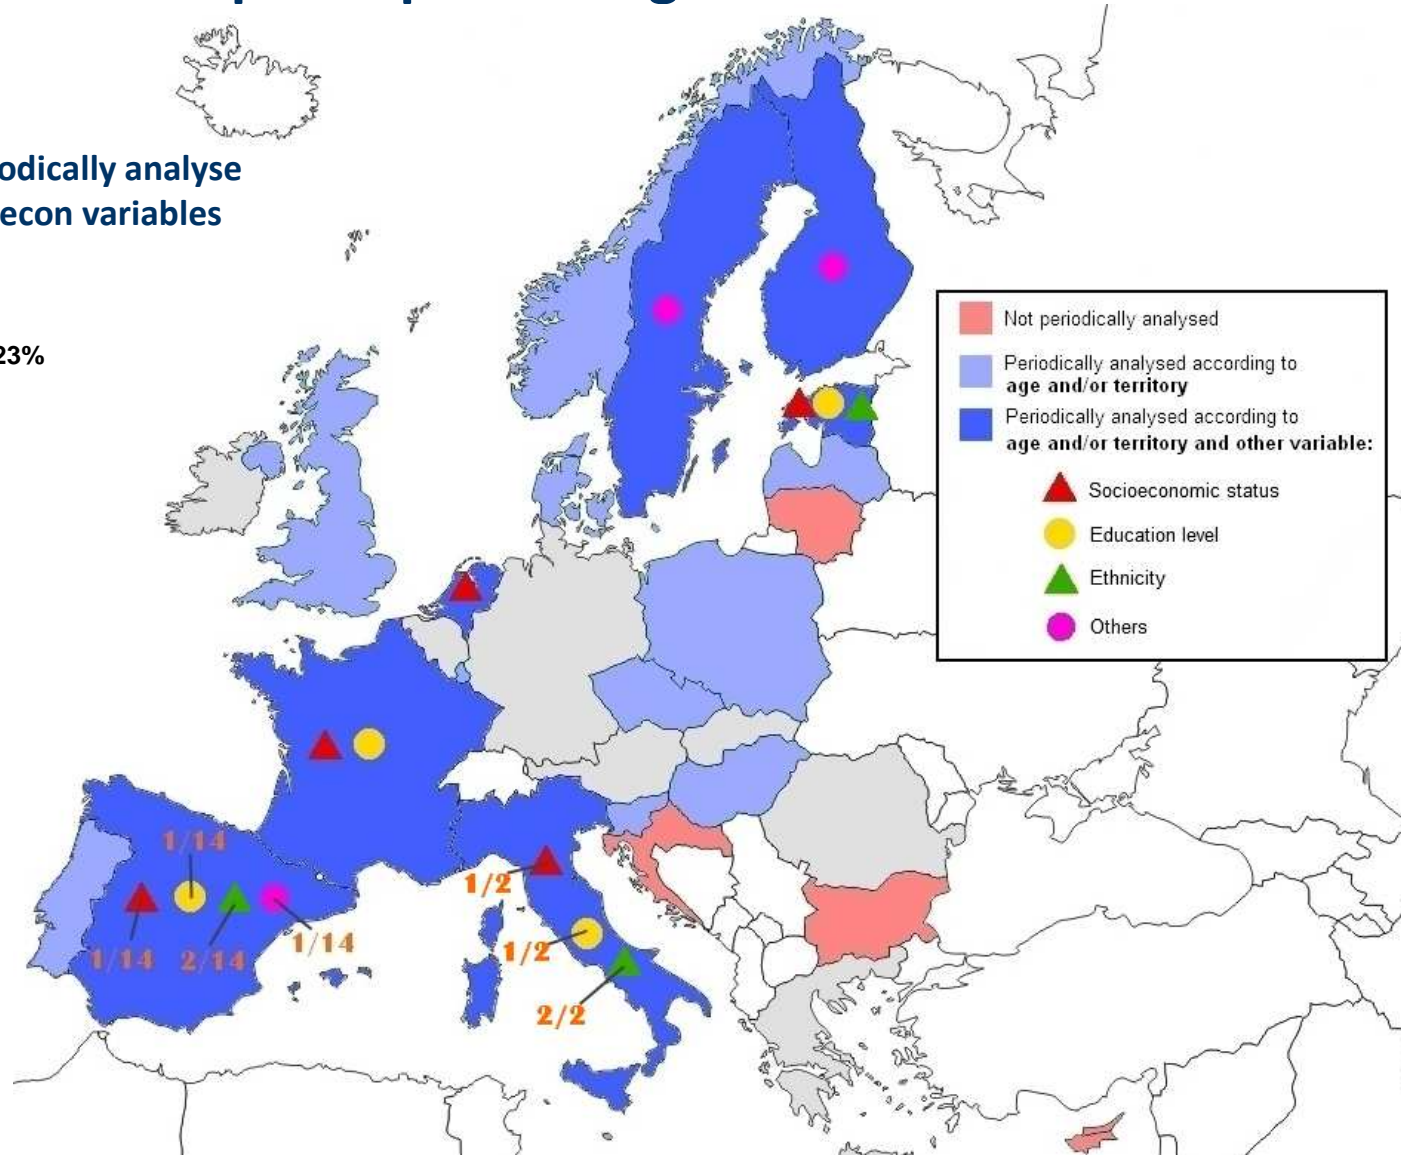 odically analyse
econ variables
23%
Not periodically analysed
Periodically analysed according to
age and/or territory
Periodically analysed according to
age and/or territory and other variable:
Socioeconomic status
Education level
Ethnicity
Others
1/14
1/14
2/14
1/14
1/2
1/2
2/2